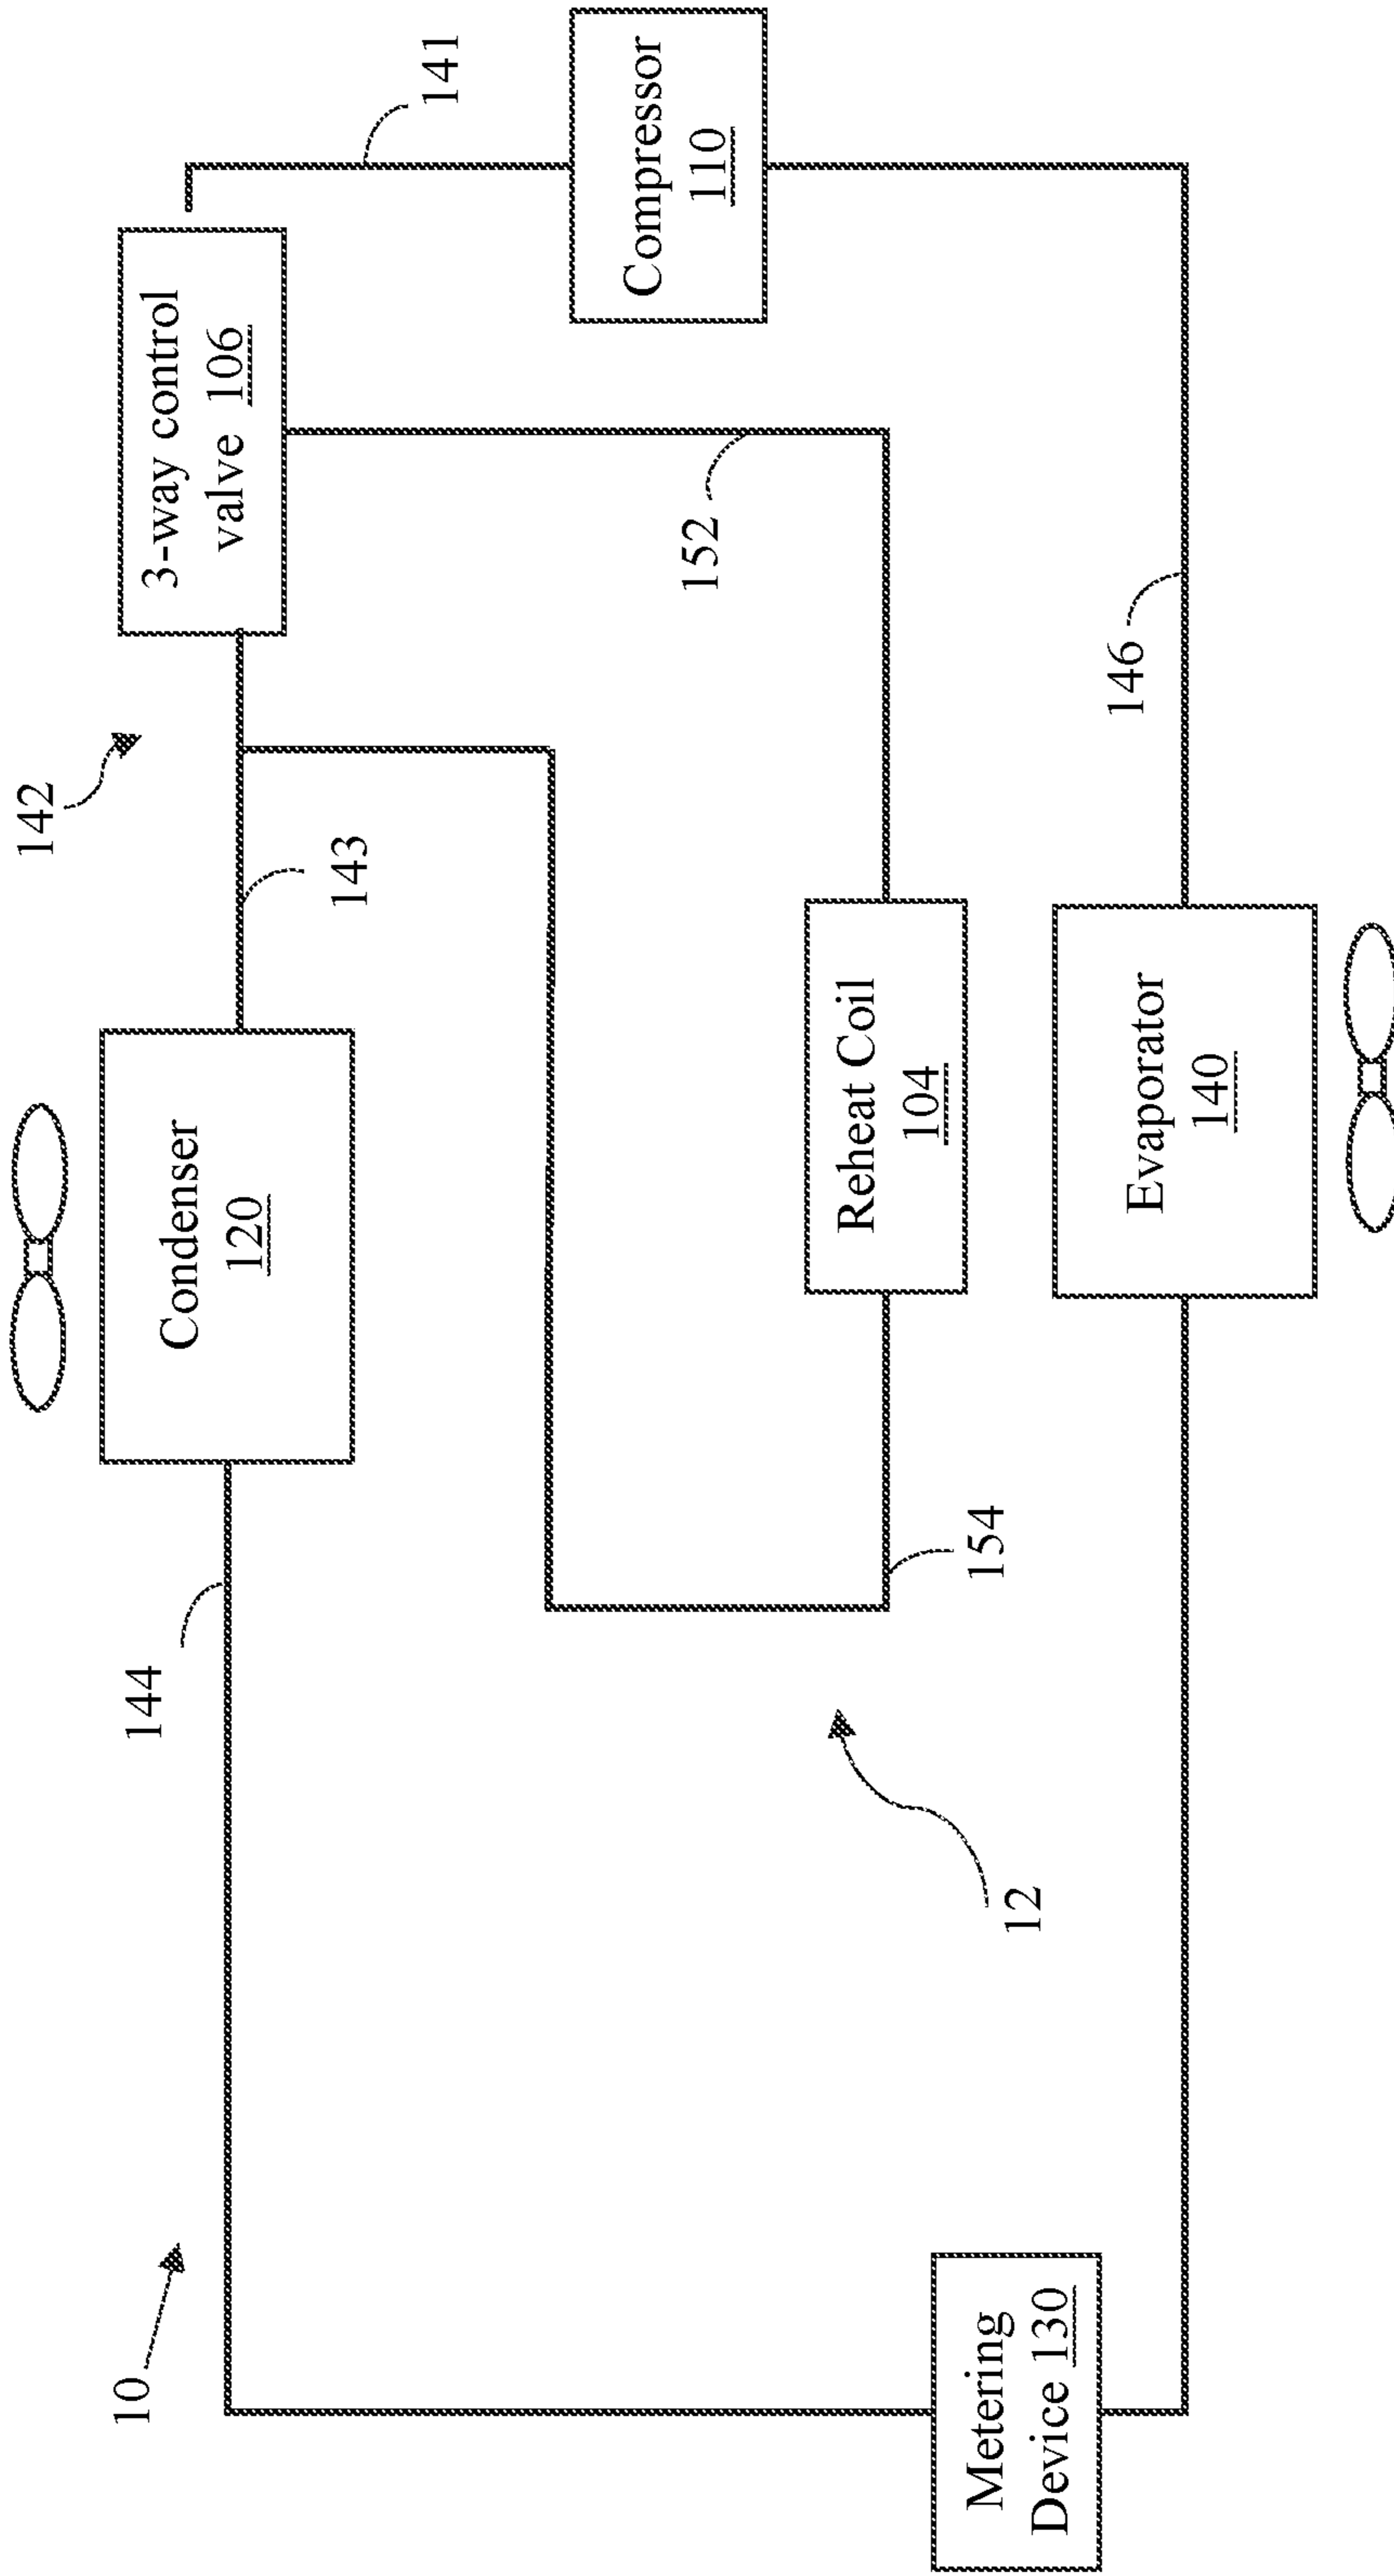 142
10
144
Condenser
120
3-way control
valve 106
143
141
Compressor
110
152
Reheat Coil
104
154
12
Metering
Device 130
146
Evaporator
140